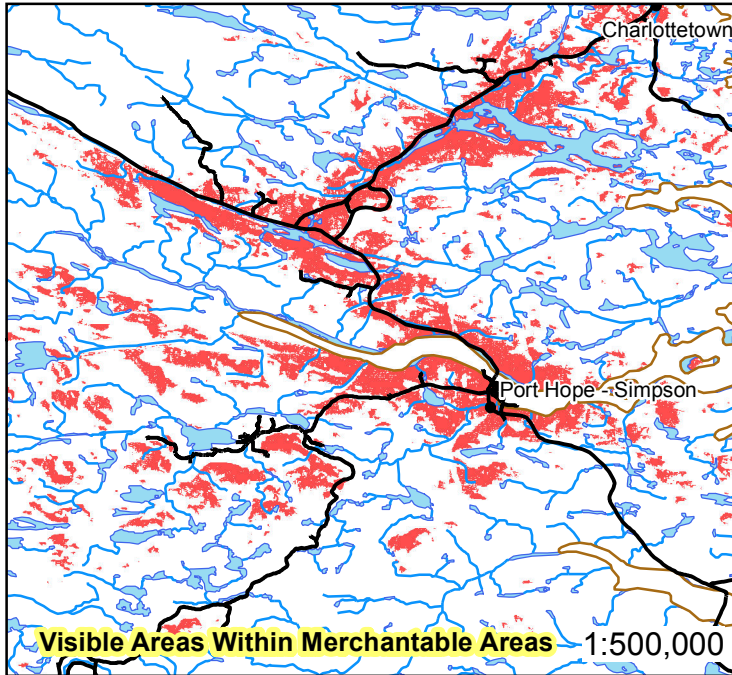 Charlottetown
Port Hope - Simpson
Visible Areas Within Merchantable Areas 1:500,000